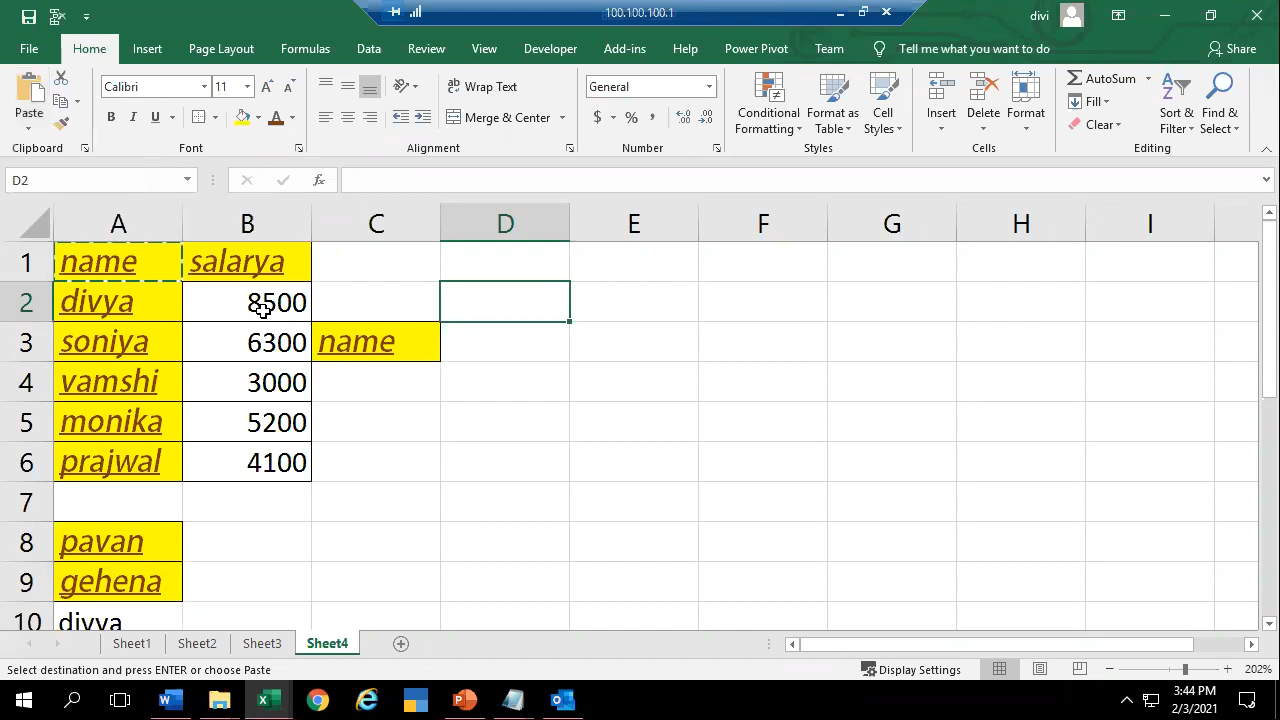 100.100.100.1
divi
File Home Insert Page Layout Formulas Data Review View Developer Add-ins Help Power Pivot Team Tell me what you want to do Share
Paste
Clipboard
Calibri 11
B I U
Font
Wrap Text
Merge & Center
Alignment
General
$ % ,
Number
Conditional Formatting
Format as Table
Cell Styles
Styles
Insert
Delete
Format
Cells
AutoSum
Fill
Clear
Sort & Filter
Find & Select
Editing
D2 fx
A B C D E F G H I
1 name salarya
2 divya 8500
3 soniya 6300 name
4 vamshi 3000
5 monika 5200
6 prajwal 4100
7
8 pavan
9 gehena
10 divya
Sheet1 Sheet2 Sheet3 Sheet4
Select destination and press ENTER or choose Paste Display Settings 202%
3:44 PM
2/3/2021